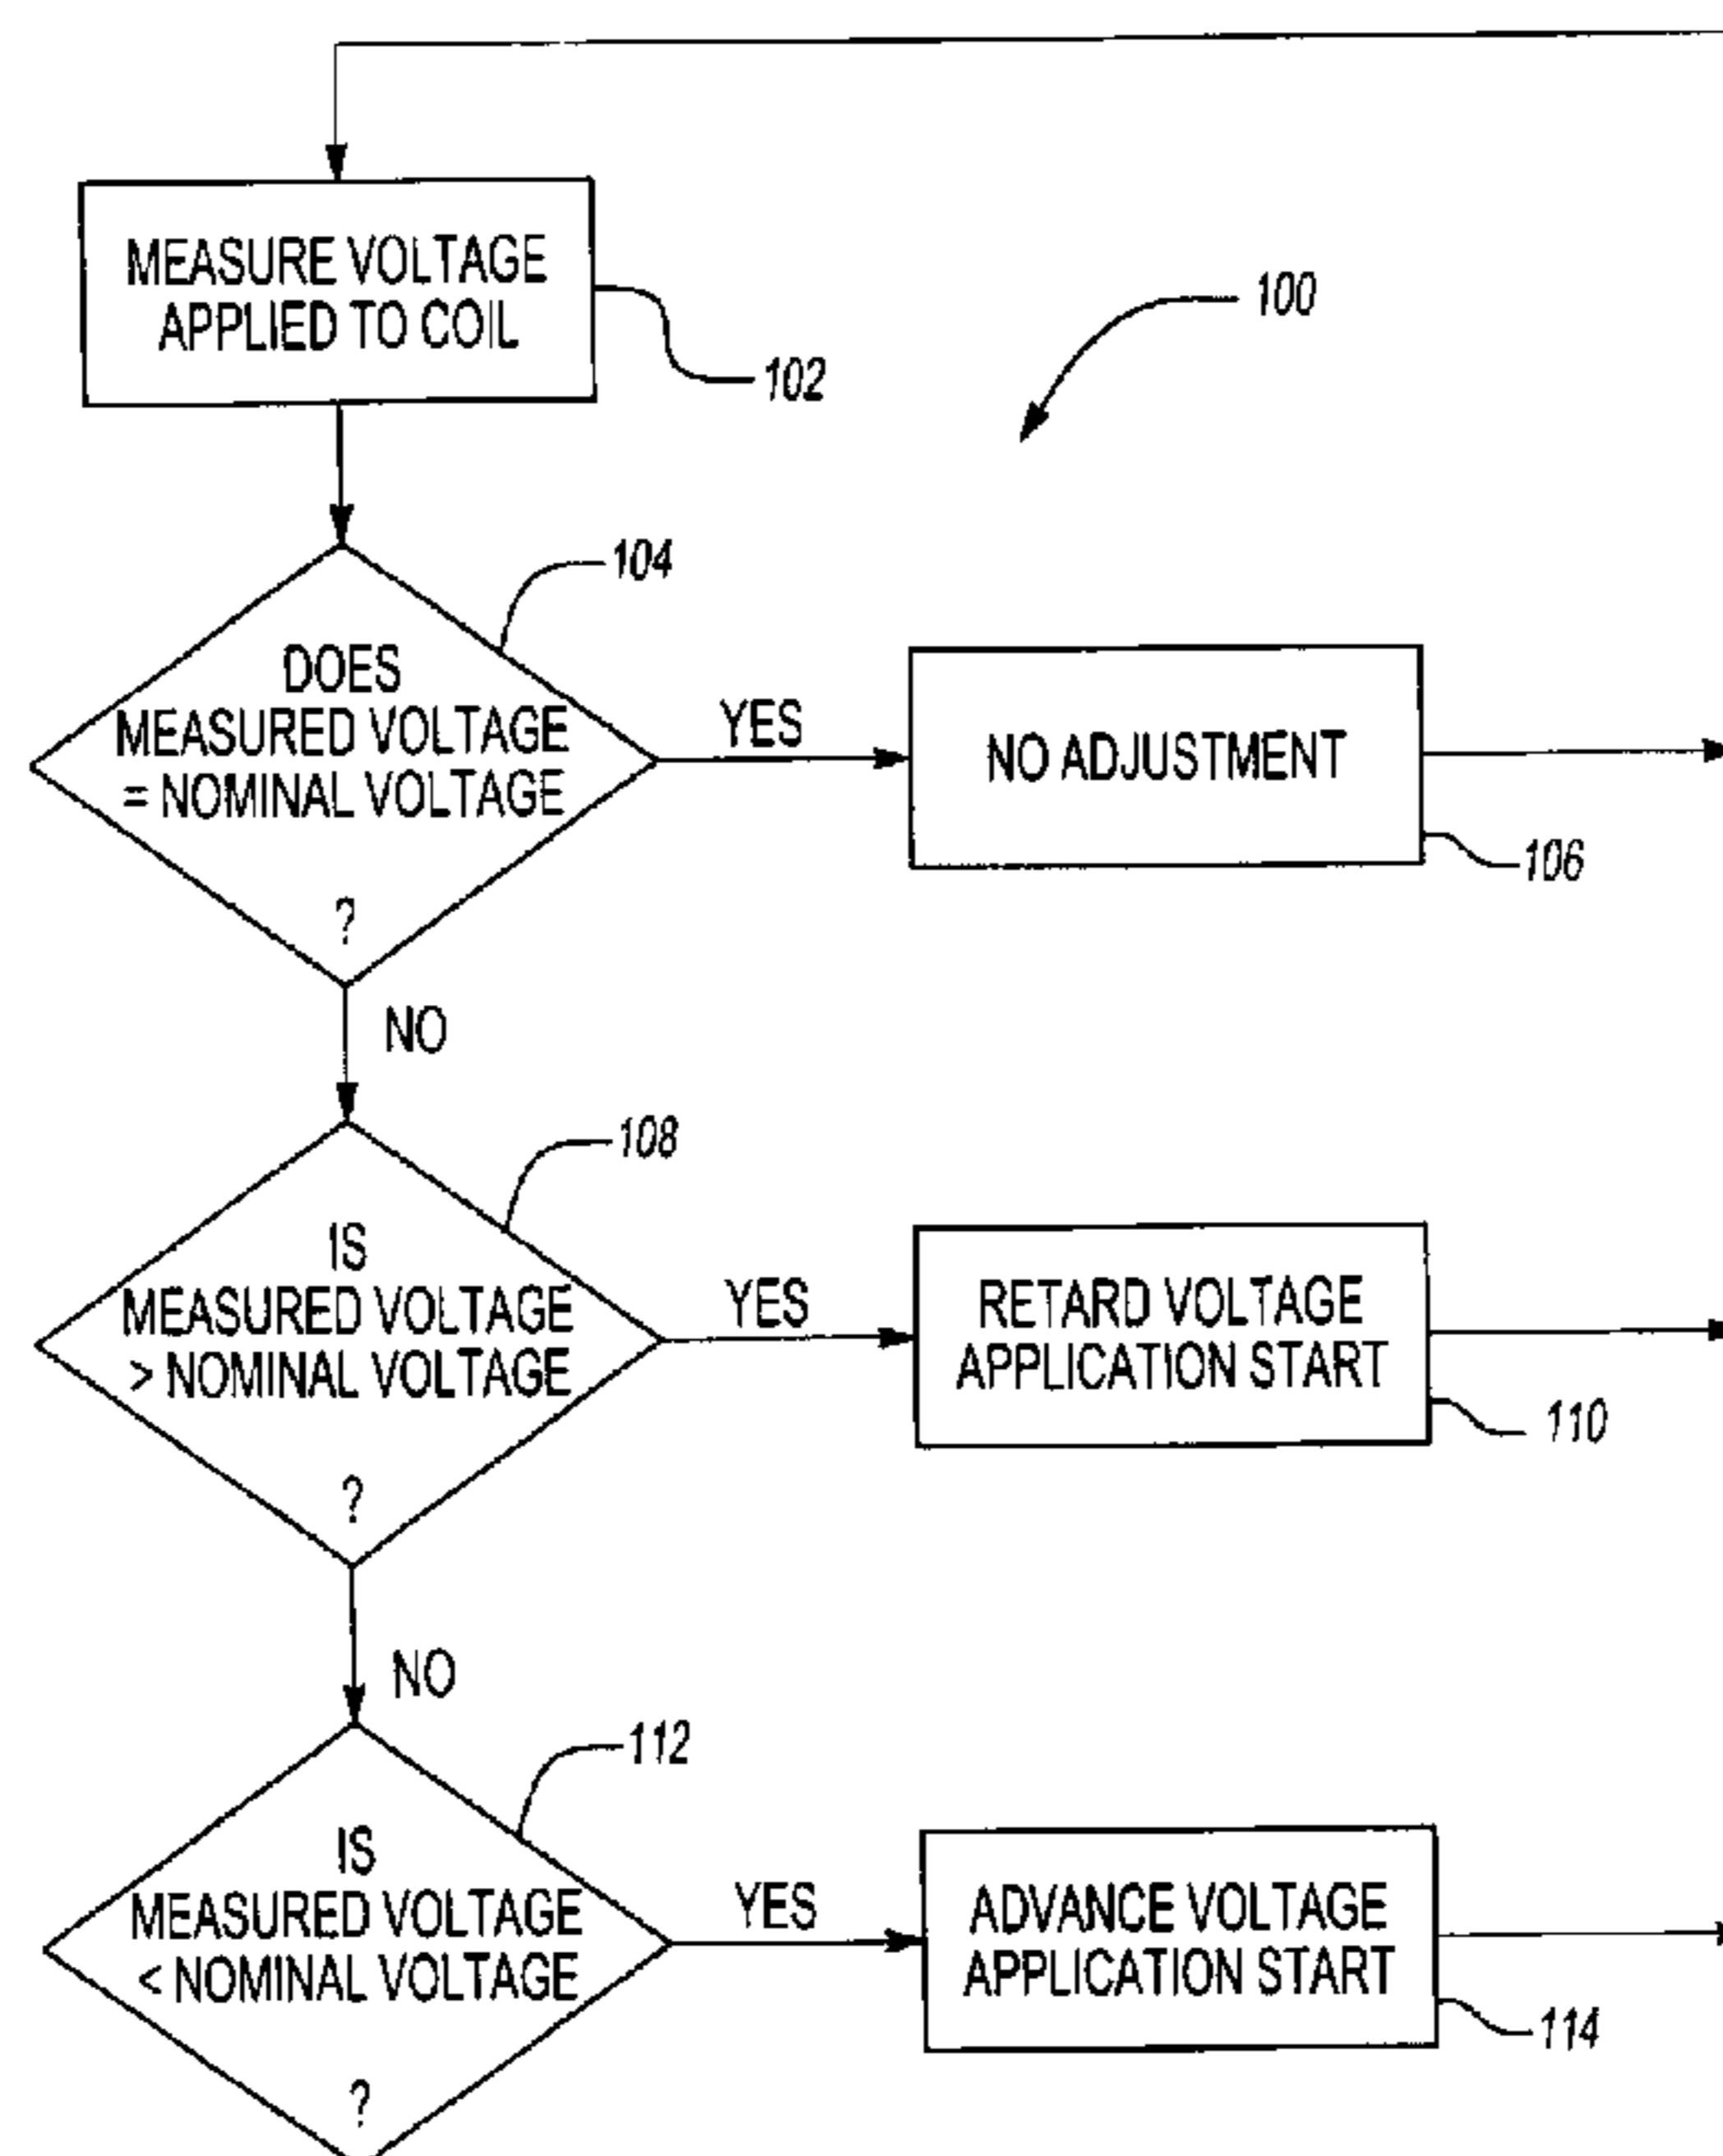 MEASURE VOLTAGE
APPLIED TO COIL
102
100
104
DOES
MEASURED VOLTAGE
= NOMINAL VOLTAGE
?
YES
NO ADJUSTMENT
106
NO
108
IS
MEASURED VOLTAGE
> NOMINAL VOLTAGE
?
YES
RETARD VOLTAGE
APPLICATION START
110
NO
112
IS
MEASURED VOLTAGE
< NOMINAL VOLTAGE
?
YES
ADVANCE VOLTAGE
APPLICATION START
114